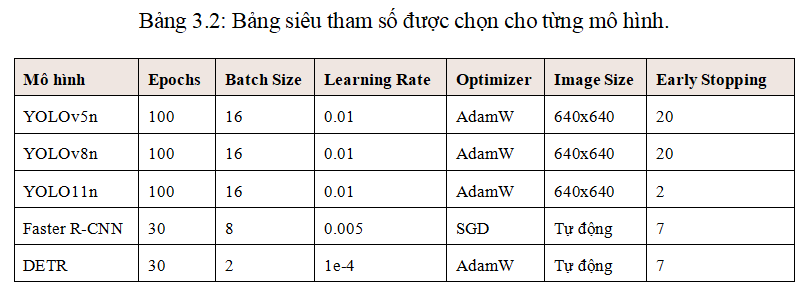 Bảng 3.2: Bảng siêu tham số được chọn cho từng mô hình.
Mô hình Epochs Batch Size Learning Rate Optimizer Image Size Early Stopping
YOLOv5n 100 16 0.01 AdamW 640x640 20
YOLOv8n 100 16 0.01 AdamW 640x640 20
YOLO11n 100 16 0.01 AdamW 640x640 2
Faster R-CNN 30 8 0.005 SGD Tự động 7
DETR 30 2 1e-4 AdamW Tự động 7